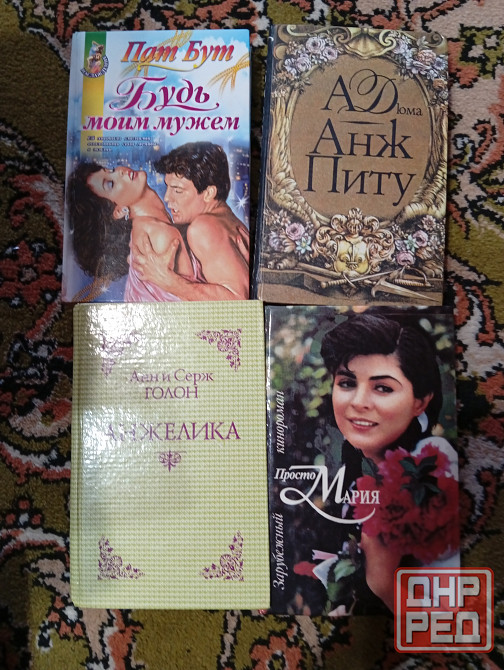 Пат Бут
Будь
моим мужем
А Дюма
Анж
Питу
Анн и Серж
ГОЛОН
АНЖЕЛИКА
Зарубежный кинороман
Просто
Мария
ДНР
РЕД